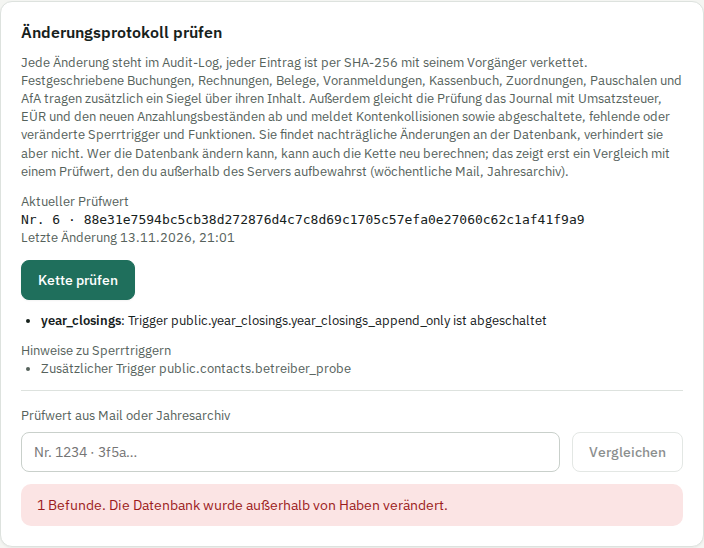 Änderungsprotokoll prüfen
Jede Änderung steht im Audit-Log, jeder Eintrag ist per SHA-256 mit seinem Vorgänger verkettet.
Festgeschriebene Buchungen, Rechnungen, Belege, Voranmeldungen, Kassenbuch, Zuordnungen, Pauschalen und
AfA tragen zusätzlich ein Siegel über ihren Inhalt. Außerdem gleicht die Prüfung das Journal mit Umsatzsteuer,
EÜR und den neuen Anzahlungsbeständen ab und meldet Kontenkollisionen sowie abgeschaltete, fehlende oder
veränderte Sperrtrigger und Funktionen. Sie findet nachträgliche Änderungen an der Datenbank, verhindert sie
aber nicht. Wer die Datenbank ändern kann, kann auch die Kette neu berechnen; das zeigt erst ein Vergleich mit
einem Prüfwert, den du außerhalb des Servers aufbewahrst (wöchentliche Mail, Jahresarchiv).
Aktueller Prüfwert
Nr. 6 · 88e31e7594bc5cb38d272876d4c7c8d69c1705c57efa0e27060c62c1af41f9a9
Letzte Änderung 13.11.2026, 21:01
Kette prüfen
• year_closings: Trigger public.year_closings.year_closings_append_only ist abgeschaltet
Hinweise zu Sperrtriggern
• Zusätzlicher Trigger public.contacts.betreiber_probe
Prüfwert aus Mail oder Jahresarchiv
Nr. 1234 · 3f5a...
Vergleichen
1 Befunde. Die Datenbank wurde außerhalb von Haben verändert.